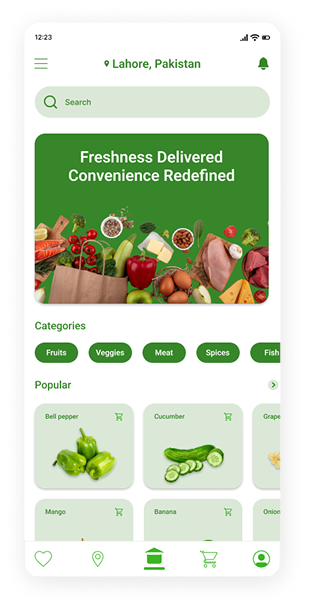 12:23
Lahore, Pakistan
Search
Freshness Delivered
Convenience Redefined
Categories
Fruits Veggies Meat Spices Fish
Popular
Bell pepper Cucumber Grape
Mango Banana Onion